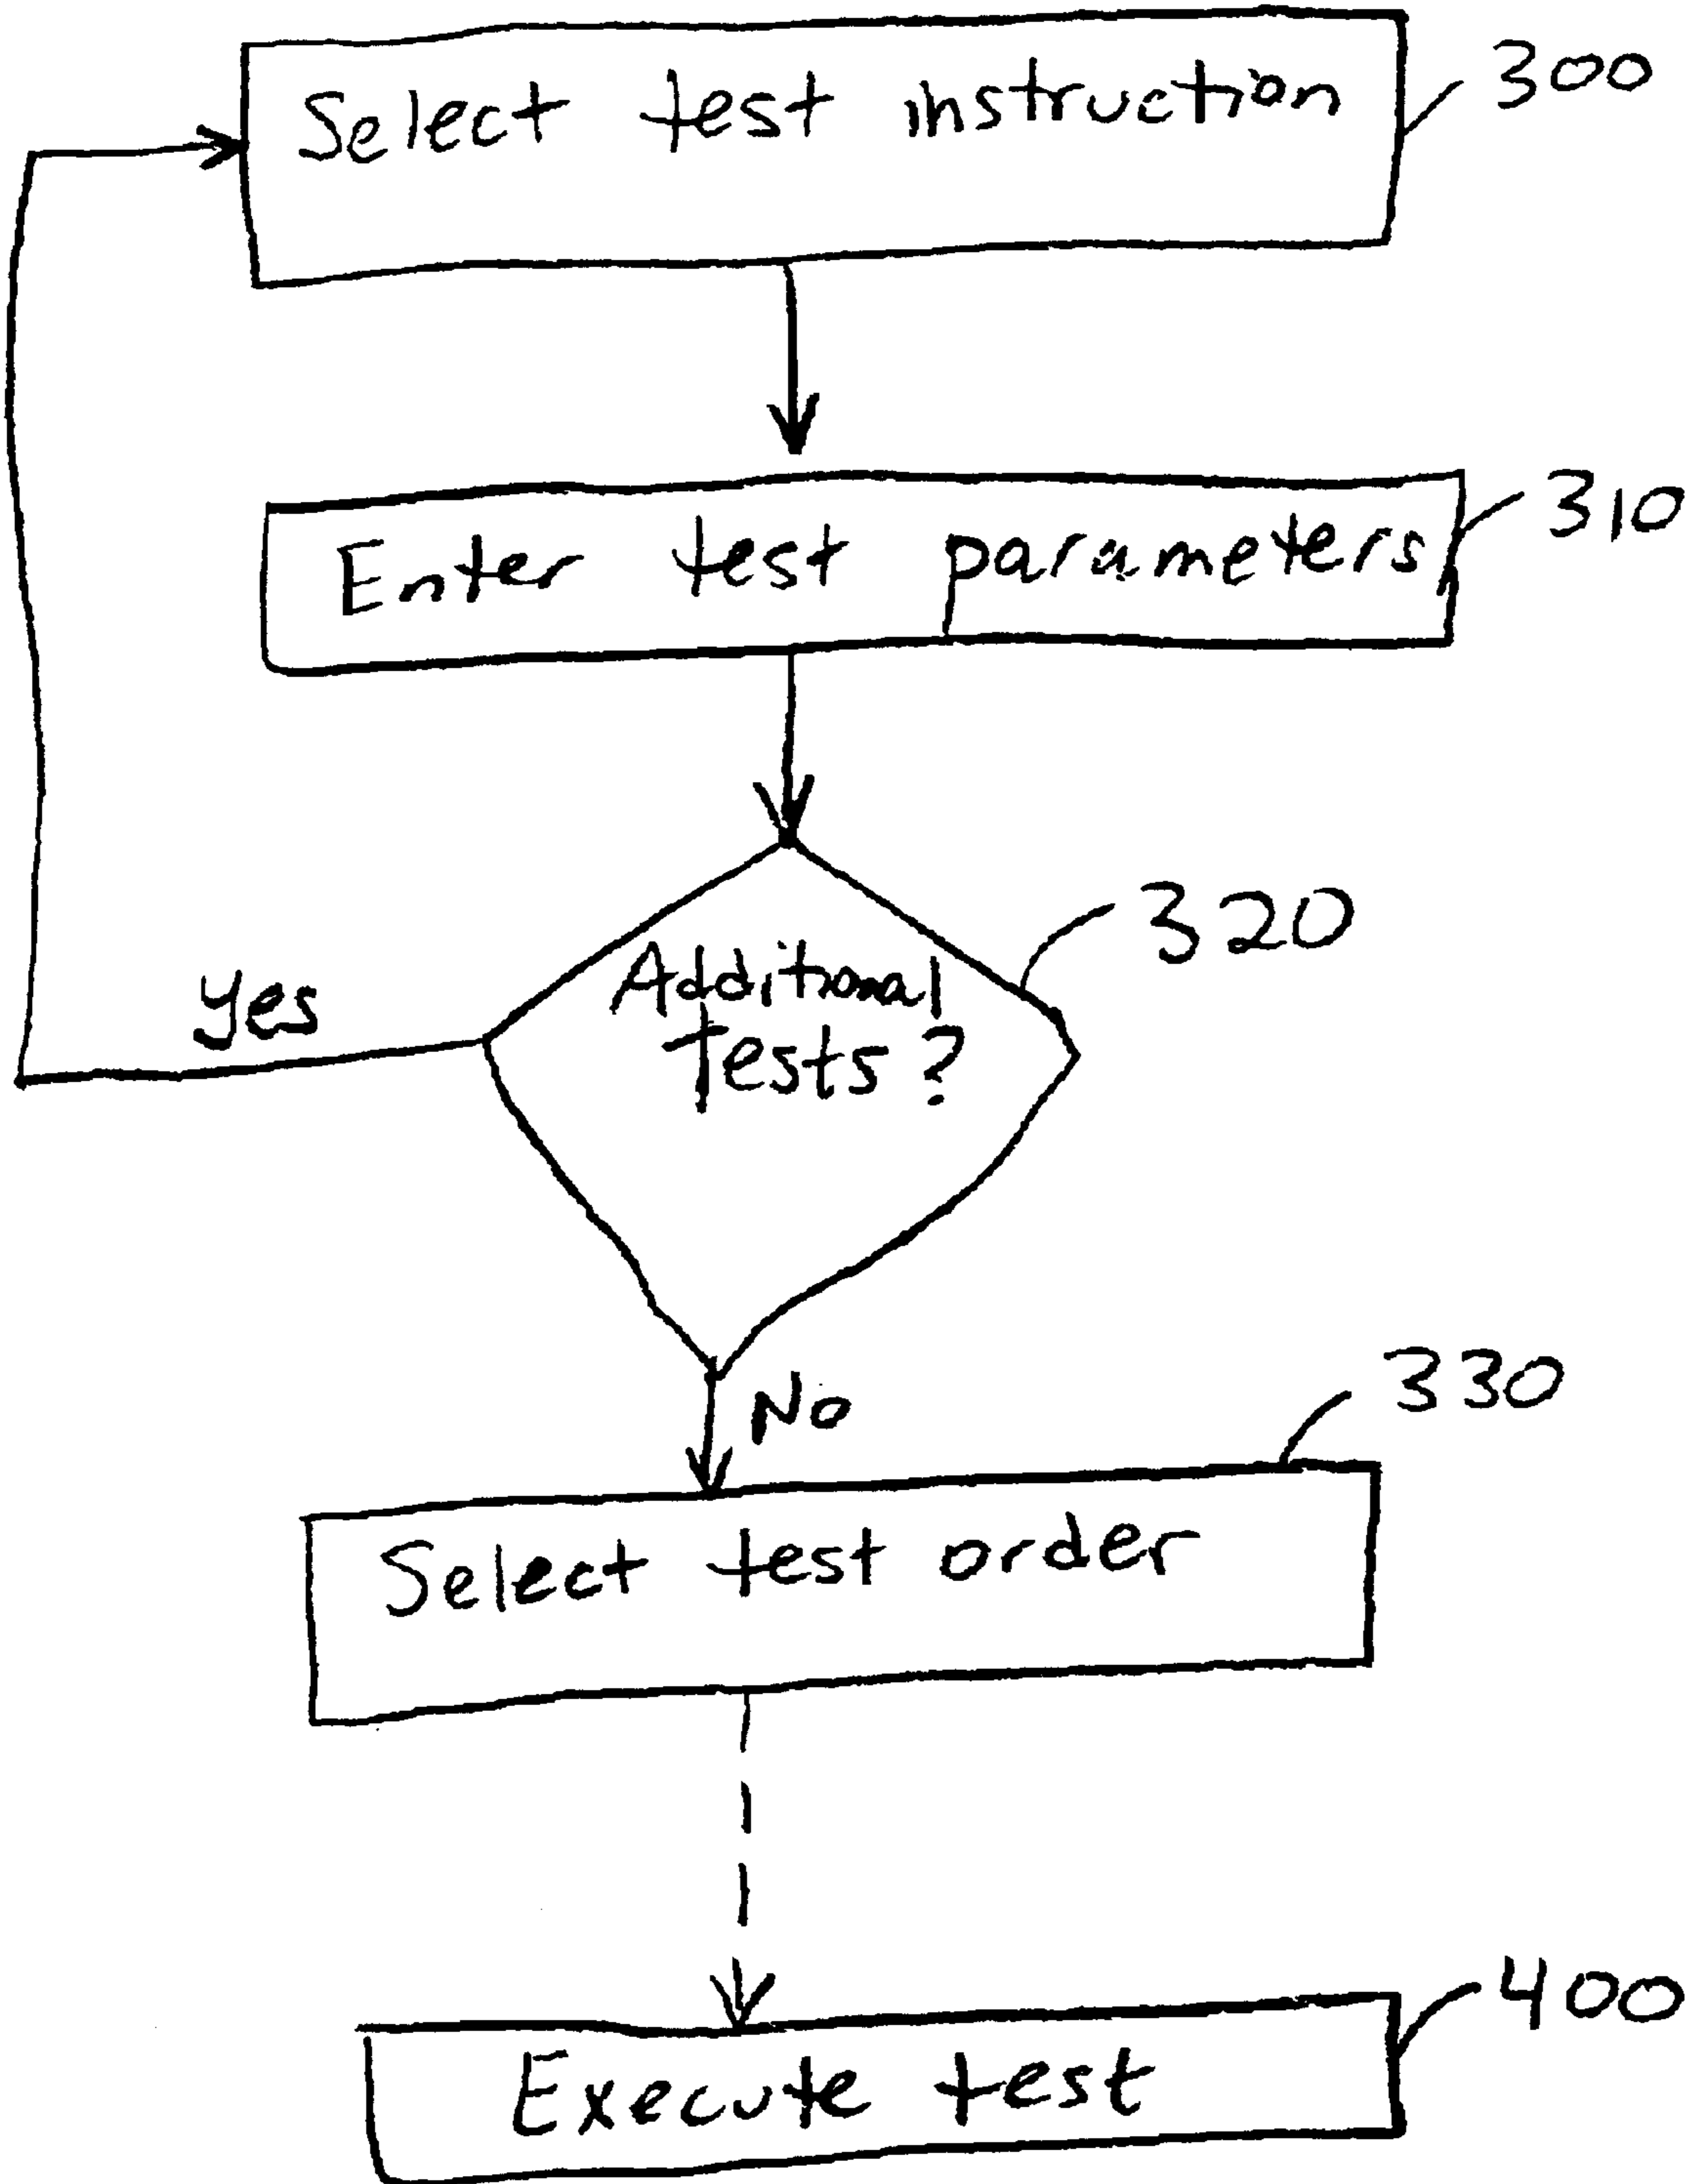 Select test instruction
300
Enter test parameters
310
Additional
Tests?
320
yes
No
330
Select test order
400
Execute test